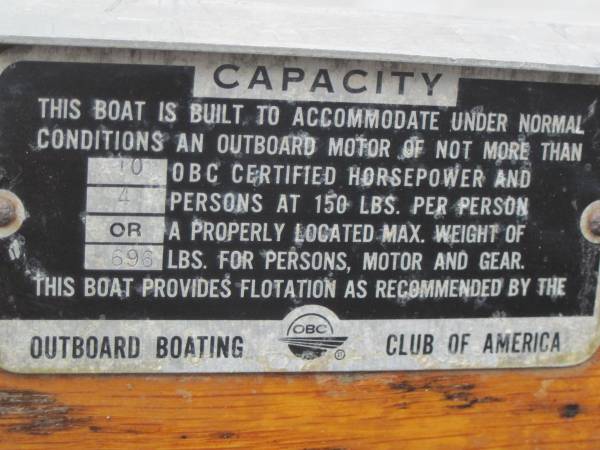 CAPACITY
THIS BOAT IS BUILT TO ACCOMMODATE UNDER NORMAL
CONDITIONS AN OUTBOARD MOTOR OF NOT MORE THAN
10 OBC CERTIFIED HORSEPOWER AND
4 PERSONS AT 150 LBS. PER PERSON
OR A PROPERLY LOCATED MAX. WEIGHT OF
696 LBS. FOR PERSONS, MOTOR AND GEAR.
THIS BOAT PROVIDES FLOTATION AS RECOMMENDED BY THE
OUTBOARD BOATING OBC ® CLUB OF AMERICA